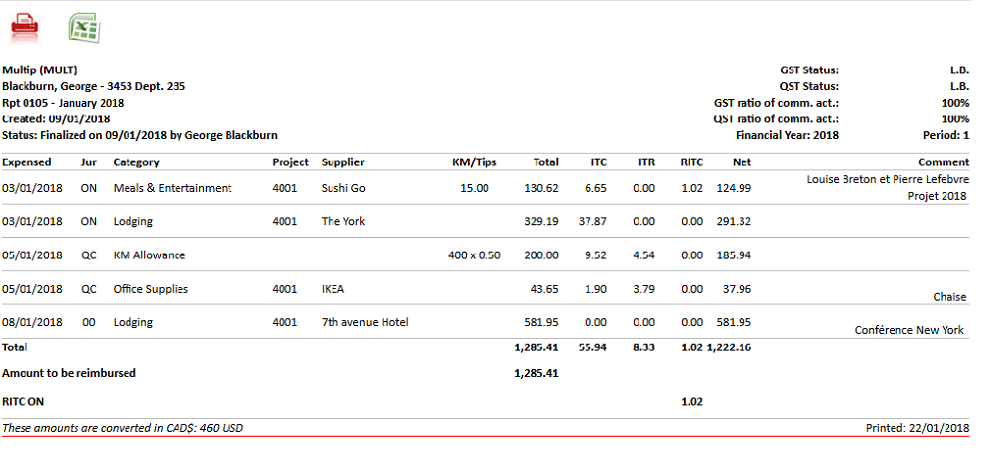 Multip (MULT) GST Status: L.B.
Blackburn, George - 3453 Dept. 235 QST Status: L.B.
Rpt 0105 - January 2018 GST ratio of comm. act.: 100%
Created: 09/01/2018 QST ratio of comm. act.: 100%
Status: Finalized on 09/01/2018 by George Blackburn Financial Year: 2018 Period: 1
Expensed Jur Category Project Supplier KM/Tips Total ITC ITR RITC Net Comment
03/01/2018 ON Meals & Entertainment 4001 Sushi Go 15.00 130.62 6.65 0.00 1.02 124.99 Louise Breton et Pierre Lefebvre
Projet 2018
03/01/2018 ON Lodging 4001 The York 329.19 37.87 0.00 0.00 291.32
05/01/2018 QC KM Allowance 400 x 0.50 200.00 9.52 4.54 0.00 185.94
05/01/2018 QC Office Supplies 4001 IKEA 43.65 1.90 3.79 0.00 37.96
Chaise
08/01/2018 00 Lodging 4001 7th avenue Hotel 581.95 0.00 0.00 0.00 581.95
Conférence New York
Total 1,285.41 55.94 8.33 1.02 1,222.16
Amount to be reimbursed 1,285.41
RITC ON 1.02
These amounts are converted in CAD$: 460 USD Printed: 22/01/2018